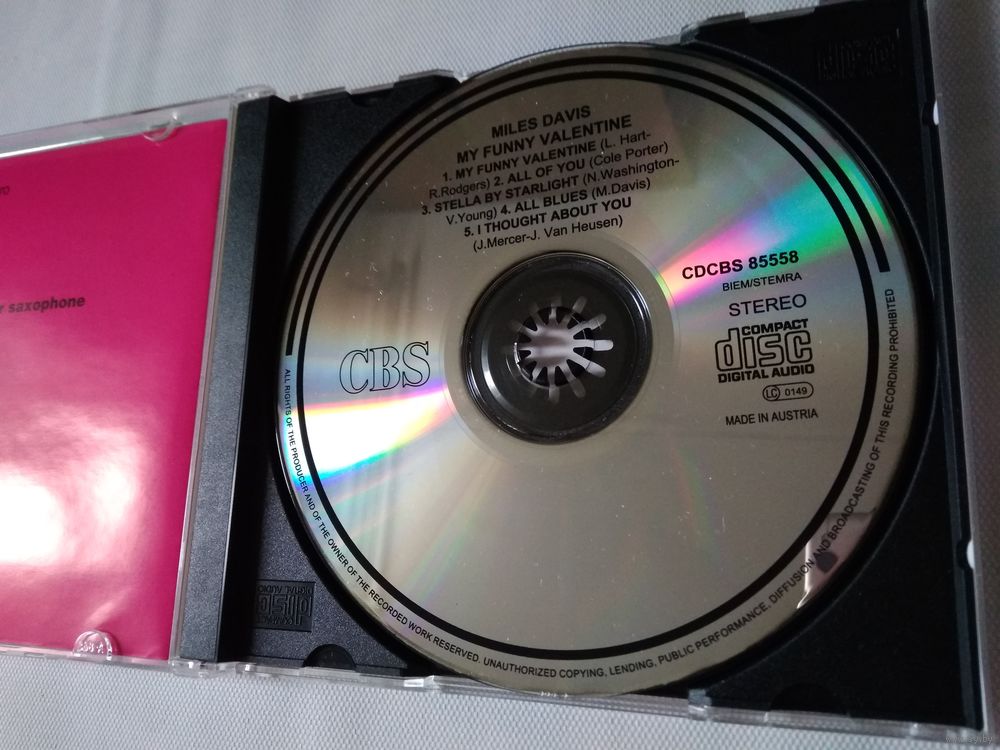 MILES DAVIS
MY FUNNY VALENTINE
1. MY FUNNY VALENTINE (L. Hart-
R.Rodgers) 2. ALL OF YOU (Cole Porter)
3. STELLA BY STARLIGHT (N.Washington-
V.Young) 4. ALL BLUES (M.Davis)
5. I THOUGHT ABOUT YOU
(J.Mercer-J. Van Heusen)
CDCBS 85558
BIEM/STEMRA
STEREO
COMPACT
disc
DIGITAL AUDIO
LC 0149
MADE IN AUSTRIA
CBS
ALL RIGHTS OF THE PRODUCER AND OF THE OWNER OF THE RECORDED WORK RESERVED. UNAUTHORIZED COPYING, LENDING, PUBLIC PERFORMANCE, DIFFUSION AND BROADCASTING OF THIS RECORDING PROHIBITED
saxophone
COMPACT
disc
DIGITAL AUDIO